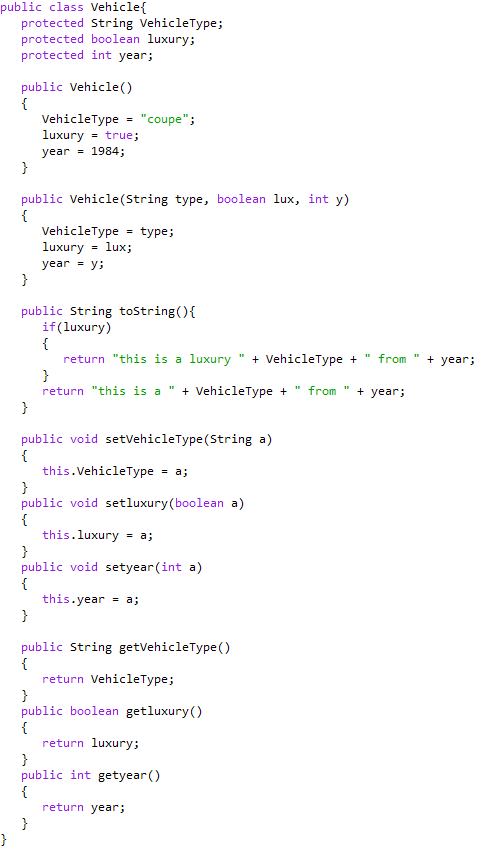 public class Vehicle{
   protected String VehicleType;
   protected boolean luxury;
   protected int year;

   public Vehicle()
   {
      VehicleType = "coupe";
      luxury = true;
      year = 1984;
   }

   public Vehicle(String type, boolean lux, int y)
   {
      VehicleType = type;
      luxury = lux;
      year = y;
   }

   public String toString(){
      if(luxury)
      {
         return "this is a luxury " + VehicleType + " from " + year;
      }
      return "this is a " + VehicleType + " from " + year;
   }

   public void setVehicleType(String a)
   {
      this.VehicleType = a;
   }
   public void setluxury(boolean a)
   {
      this.luxury = a;
   }
   public void setyear(int a)
   {
      this.year = a;
   }

   public String getVehicleType()
   {
      return VehicleType;
   }
   public boolean getluxury()
   {
      return luxury;
   }
   public int getyear()
   {
      return year;
   }
}